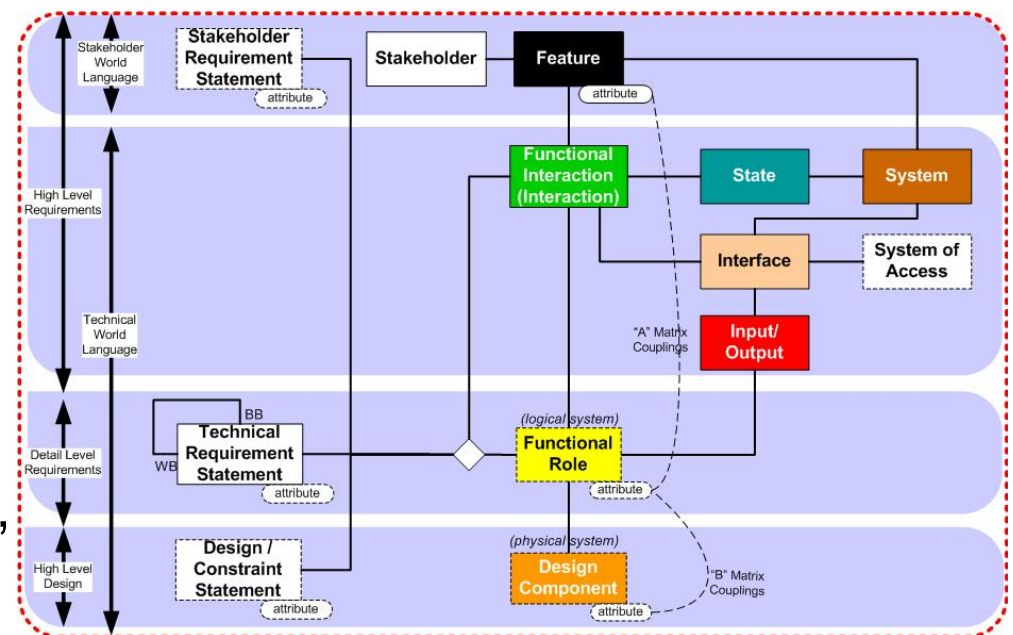 Stakeholder
World
Language
Stakeholder
Requirement
Statement
attribute
Stakeholder
Feature
attribute
High Level
Requirements
Functional
Interaction
(Interaction)
State
System
Interface
System of
Access
Technical
World
Language
"A" Matrix
Couplings
Input/
Output
Detail Level
Requirements
BB
WB
Technical
Requirement
Statement
attribute
(logical system)
Functional
Role
attribute
,
High Level
Design
Design /
Constraint
Statement
attribute
(physical system)
Design
Component
attribute
"B" Matrix
Couplings